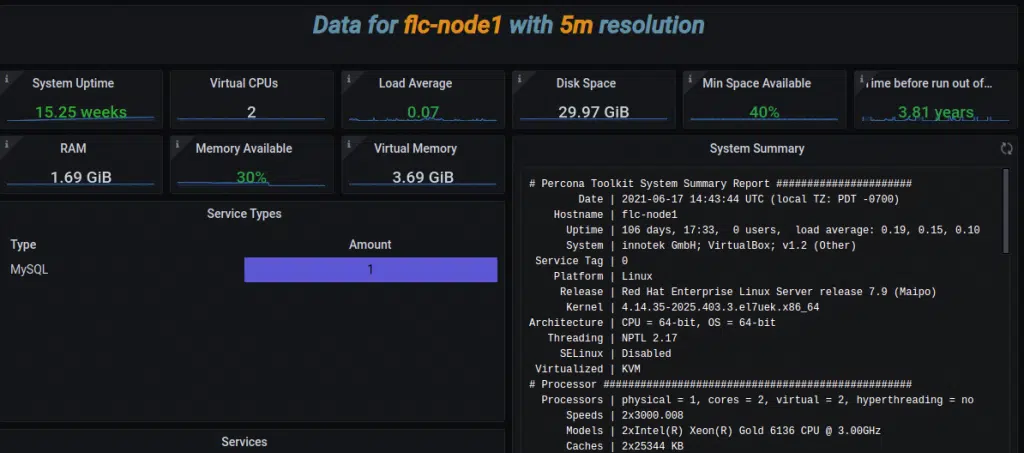 Data for flc-node1 with 5m resolution
System Uptime
15.25 weeks
Virtual CPUs
2
Load Average
0.07
Disk Space
29.97 GiB
Min Space Available
40%
ime before run out of…
3.81 years
RAM
1.69 GiB
Memory Available
30%
Virtual Memory
3.69 GiB
Service Types
Type Amount
MySQL 1
Services
System Summary
# Percona Toolkit System Summary Report ######################
Date | 2021-06-17 14:43:44 UTC (local TZ: PDT -0700)
Hostname | flc-node1
Uptime | 106 days, 17:33, 0 users, load average: 0.19, 0.15, 0.10
System | innotek GmbH; VirtualBox; v1.2 (Other)
Service Tag | 0
Platform | Linux
Release | Red Hat Enterprise Linux Server release 7.9 (Maipo)
Kernel | 4.14.35-2025.403.3.el7uek.x86_64
Architecture | CPU = 64-bit, OS = 64-bit
Threading | NPTL 2.17
SELinux | Disabled
Virtualized | KVM
# Processor ##################################################
Processors | physical = 1, cores = 2, virtual = 2, hyperthreading = no
Speeds | 2x3000.008
Models | 2xIntel(R) Xeon(R) Gold 6136 CPU @ 3.00GHz
Caches | 2x25344 KB